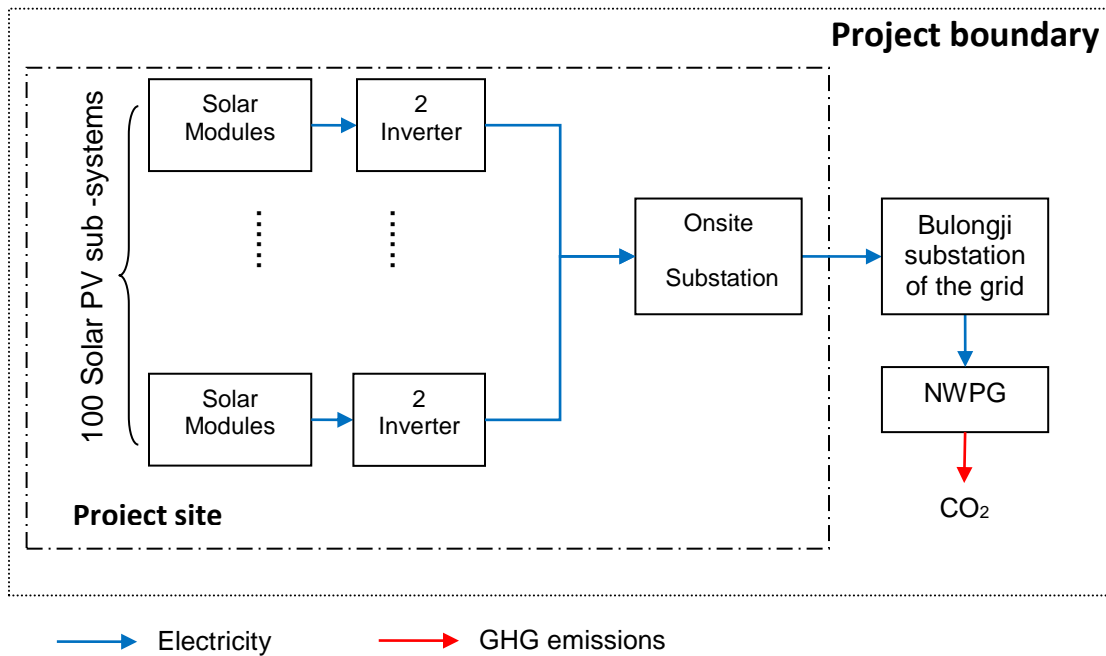 Project boundary
100 Solar PV sub -systems
Solar
Modules
2
Inverter
Onsite
Substation
Bulongji
substation
of the grid
Solar
Modules
2
Inverter
NWPG
CO₂
Project site
Electricity
GHG emissions